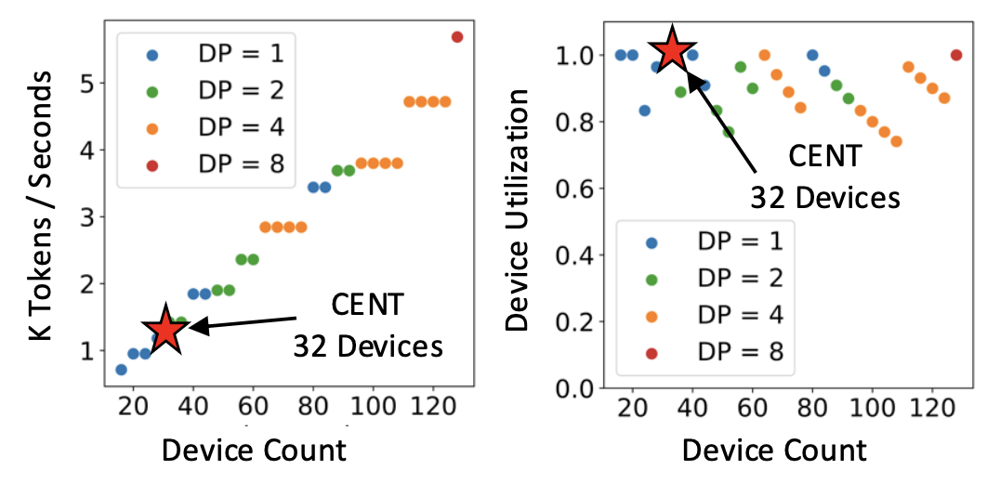 K Tokens / Seconds
5
4
3
2
1
DP = 1
DP = 2
DP = 4
DP = 8
CENT
32 Devices
20 40 60 80 100 120
Device Count
Device Utilization
1.0
0.8
0.6
0.4
0.2
0.0
CENT
32 Devices
DP = 1
DP = 2
DP = 4
DP = 8
20 40 60 80 100 120
Device Count